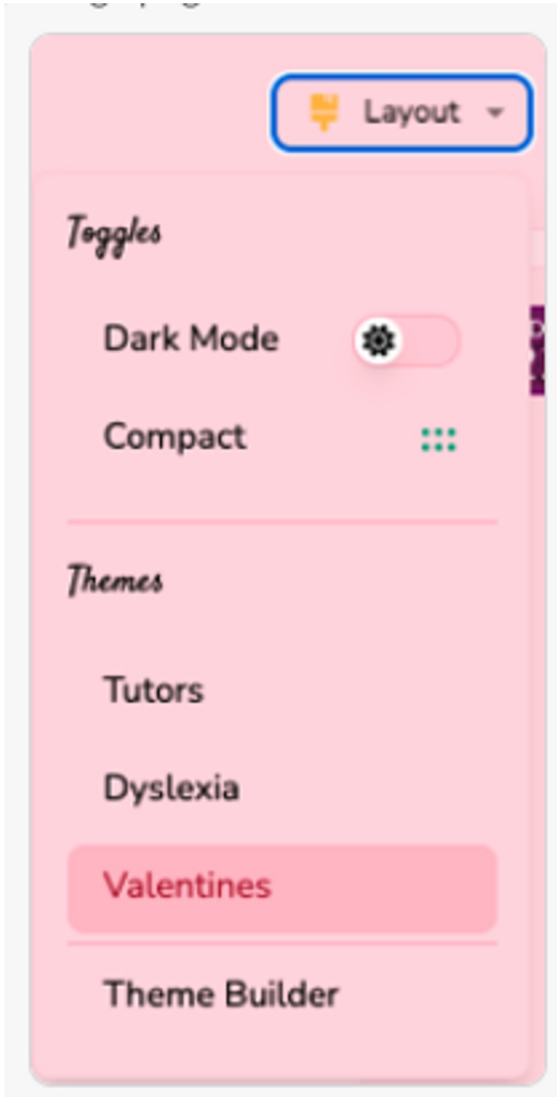 Layout
Toggles
Dark Mode
Compact
Themes
Tutors
Dyslexia
Valentines
Theme Builder